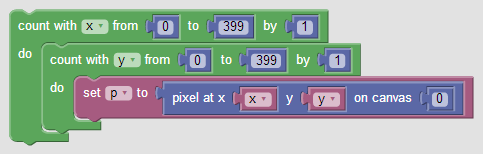 count with x from 0 to 399 by 1
do count with y from 0 to 399 by 1
do set p to pixel at x x y y on canvas 0